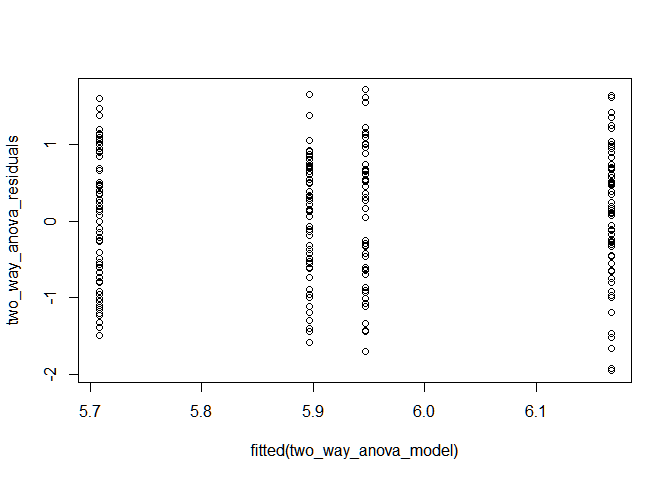 two_way_anova_residuals
1
0
-1
-2
5.7 5.8 5.9 6.0 6.1
fitted(two_way_anova_model)